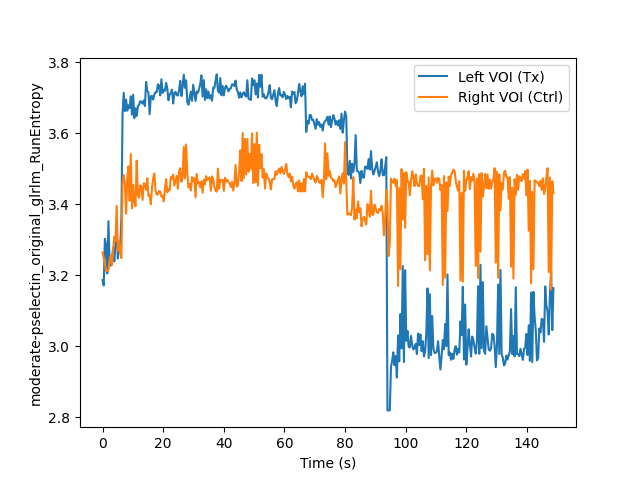 3.8
3.6
3.4
3.2
3.0
2.8
moderate-pselectin_original_glrlm_RunEntropy
Left VOI (Tx)
Right VOI (Ctrl)
0 20 40 60 80 100 120 140
Time (s)